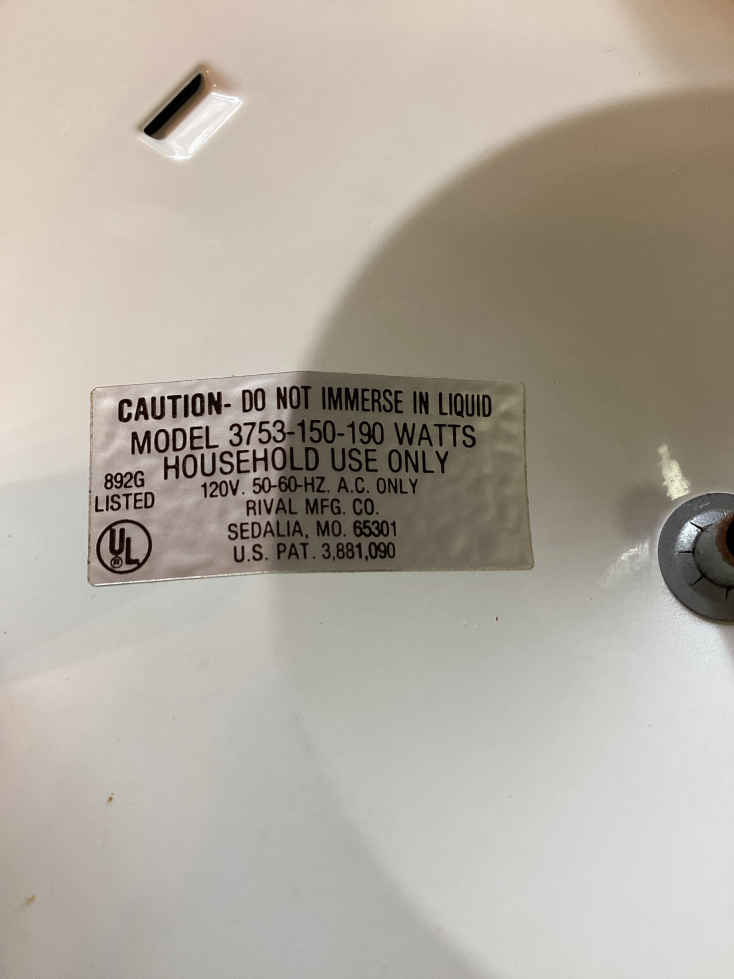 CAUTION- DO NOT IMMERSE IN LIQUID
MODEL 3753-150-190 WATTS
HOUSEHOLD USE ONLY
892G
LISTED
120V. 50-60-HZ. A.C. ONLY
RIVAL MFG. CO.
SEDALIA, MO. 65301
U.S. PAT. 3,881,090
UL
®